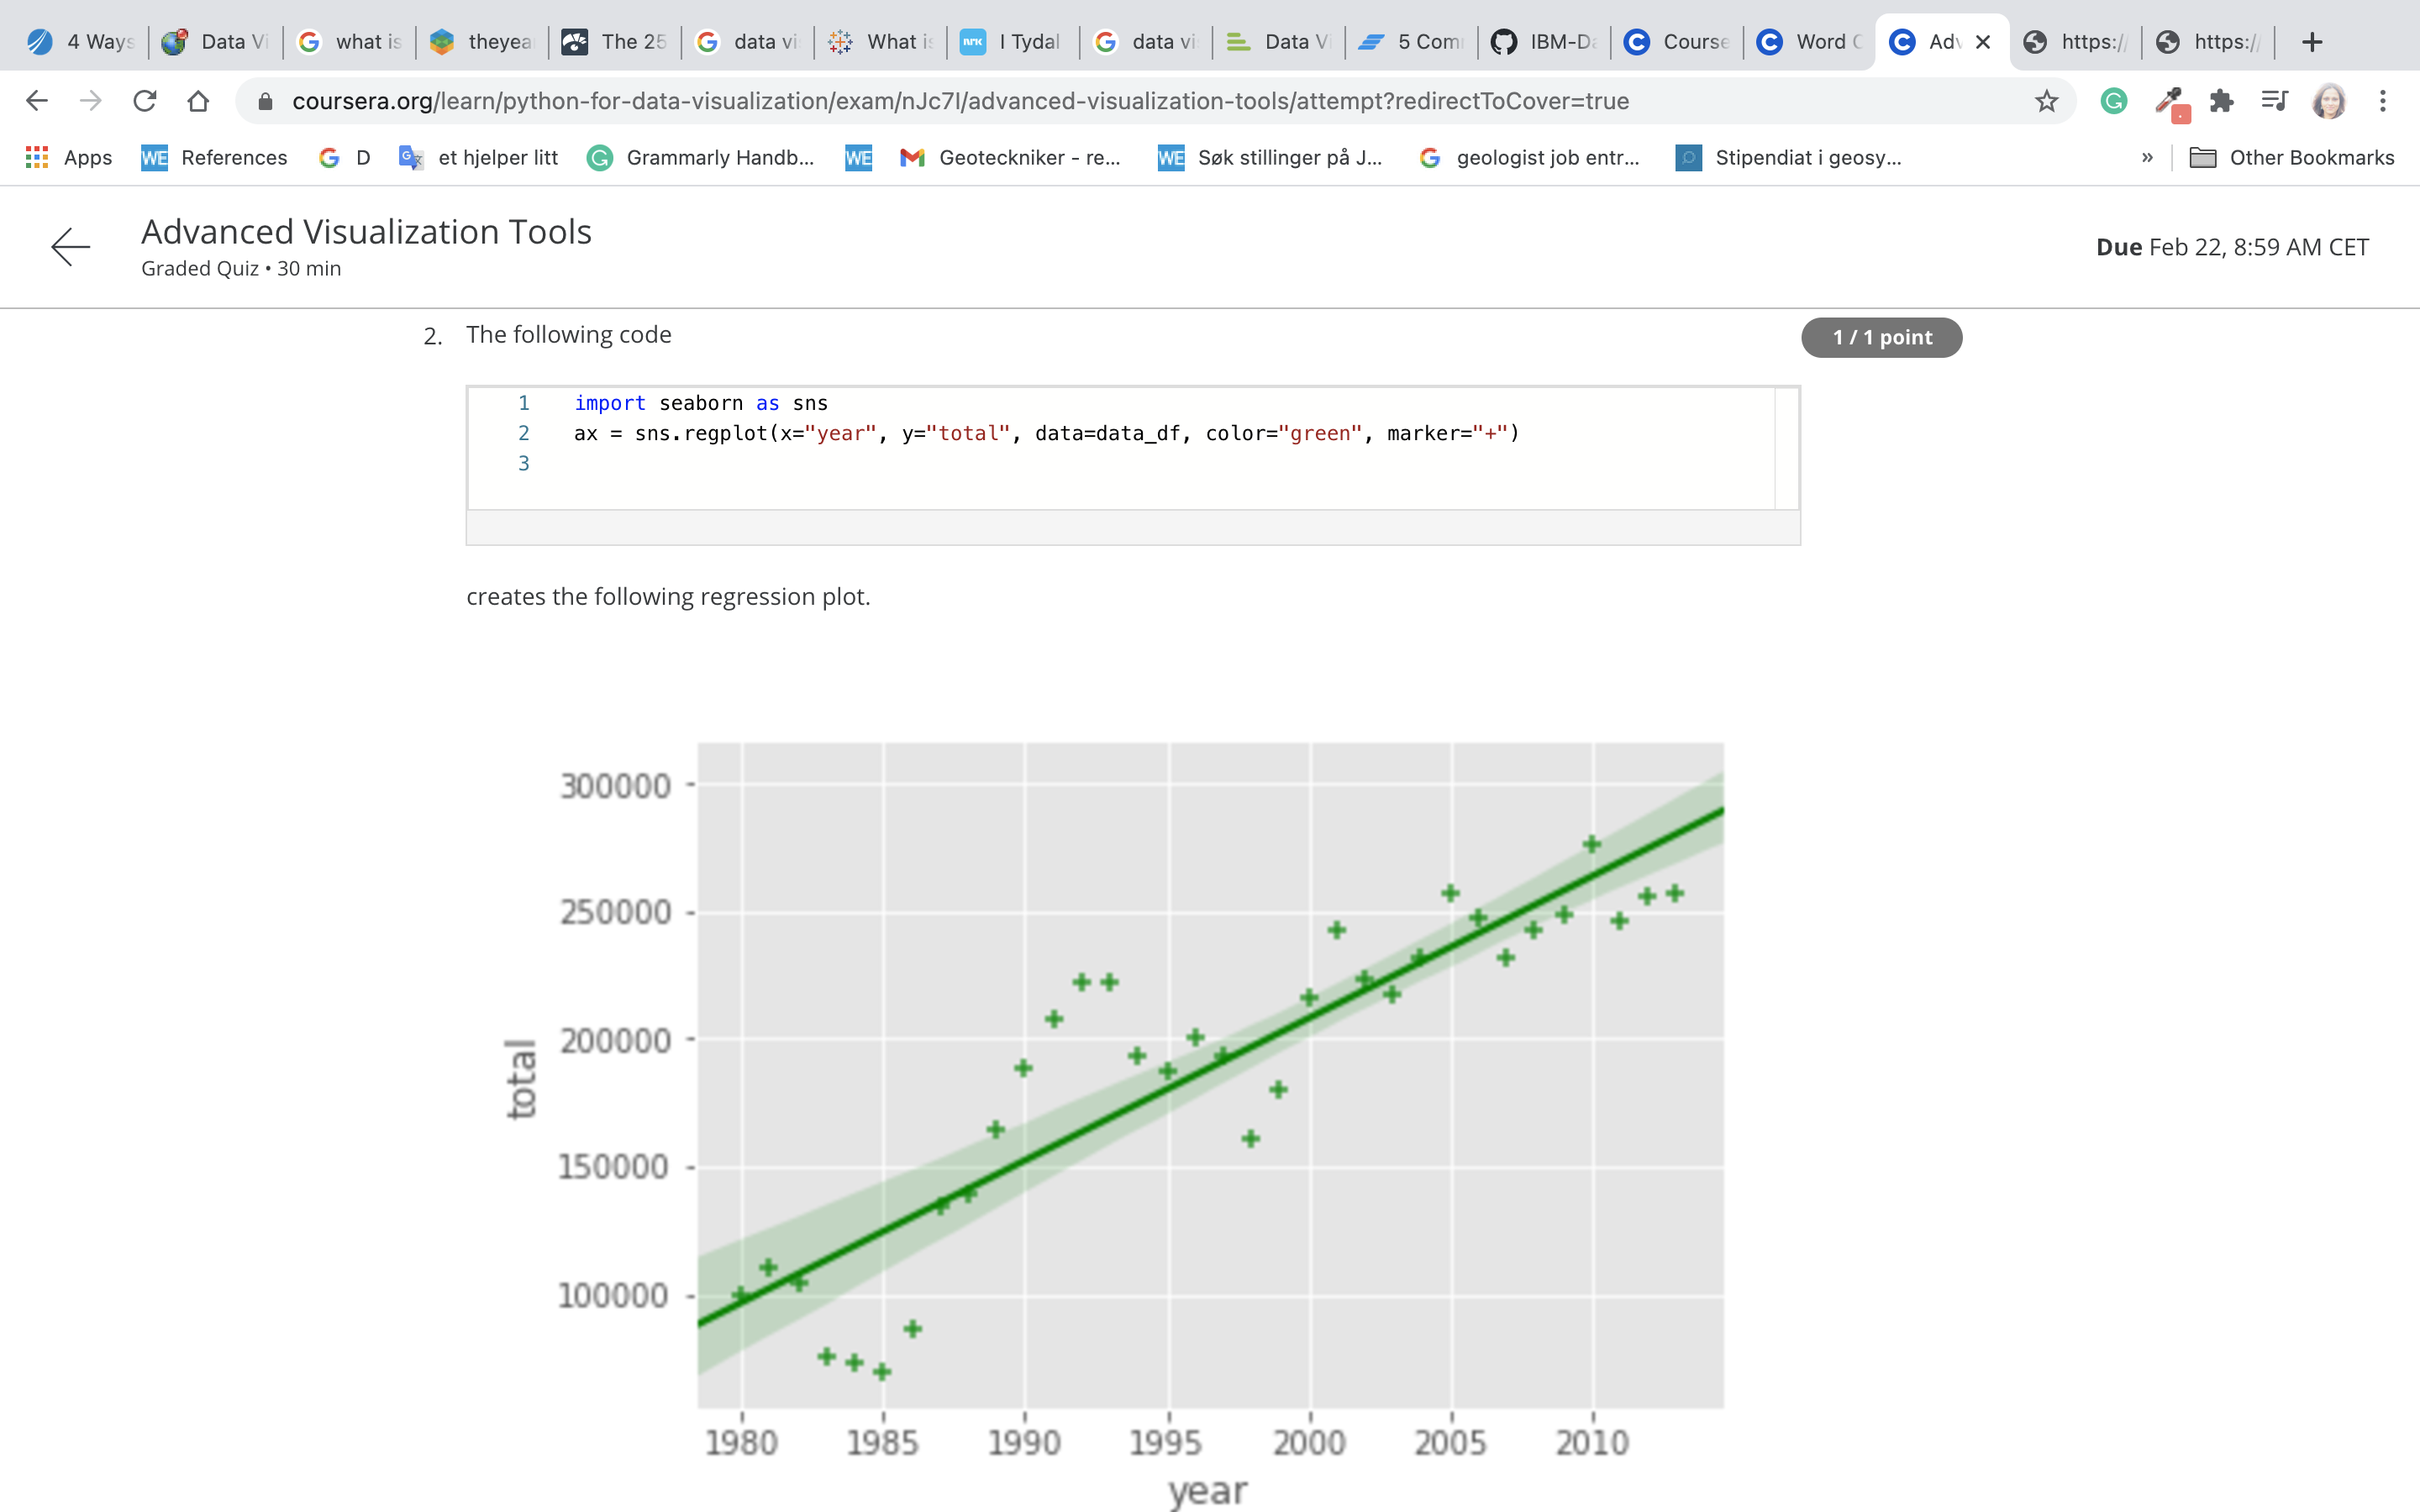 4 Ways
Data Vi
what is
theyea
The 25
data vi
What is
nrk
I Tydal
data vi
Data Vi
5 Com
IBM-Da
Course
Word C
Adv
https:/
https://
coursera.org/learn/python-for-data-visualization/exam/nJc7I/advanced-visualization-tools/attempt?redirectToCover=true
Apps
WE References
D
et hjelper litt
Grammarly Handb...
WE
Geoteckniker - re...
WE Søk stillinger på J...
geologist job entr...
Stipendiat i geosy...
»
Other Bookmarks
Advanced Visualization Tools
Graded Quiz • 30 min
Due Feb 22, 8:59 AM CET
2. The following code
1 / 1 point
1 import seaborn as sns
2 ax = sns.regplot(x="year", y="total", data=data_df, color="green", marker="+")
3
creates the following regression plot.
300000
250000
200000
150000
100000
total
1980 1985 1990 1995 2000 2005 2010
year